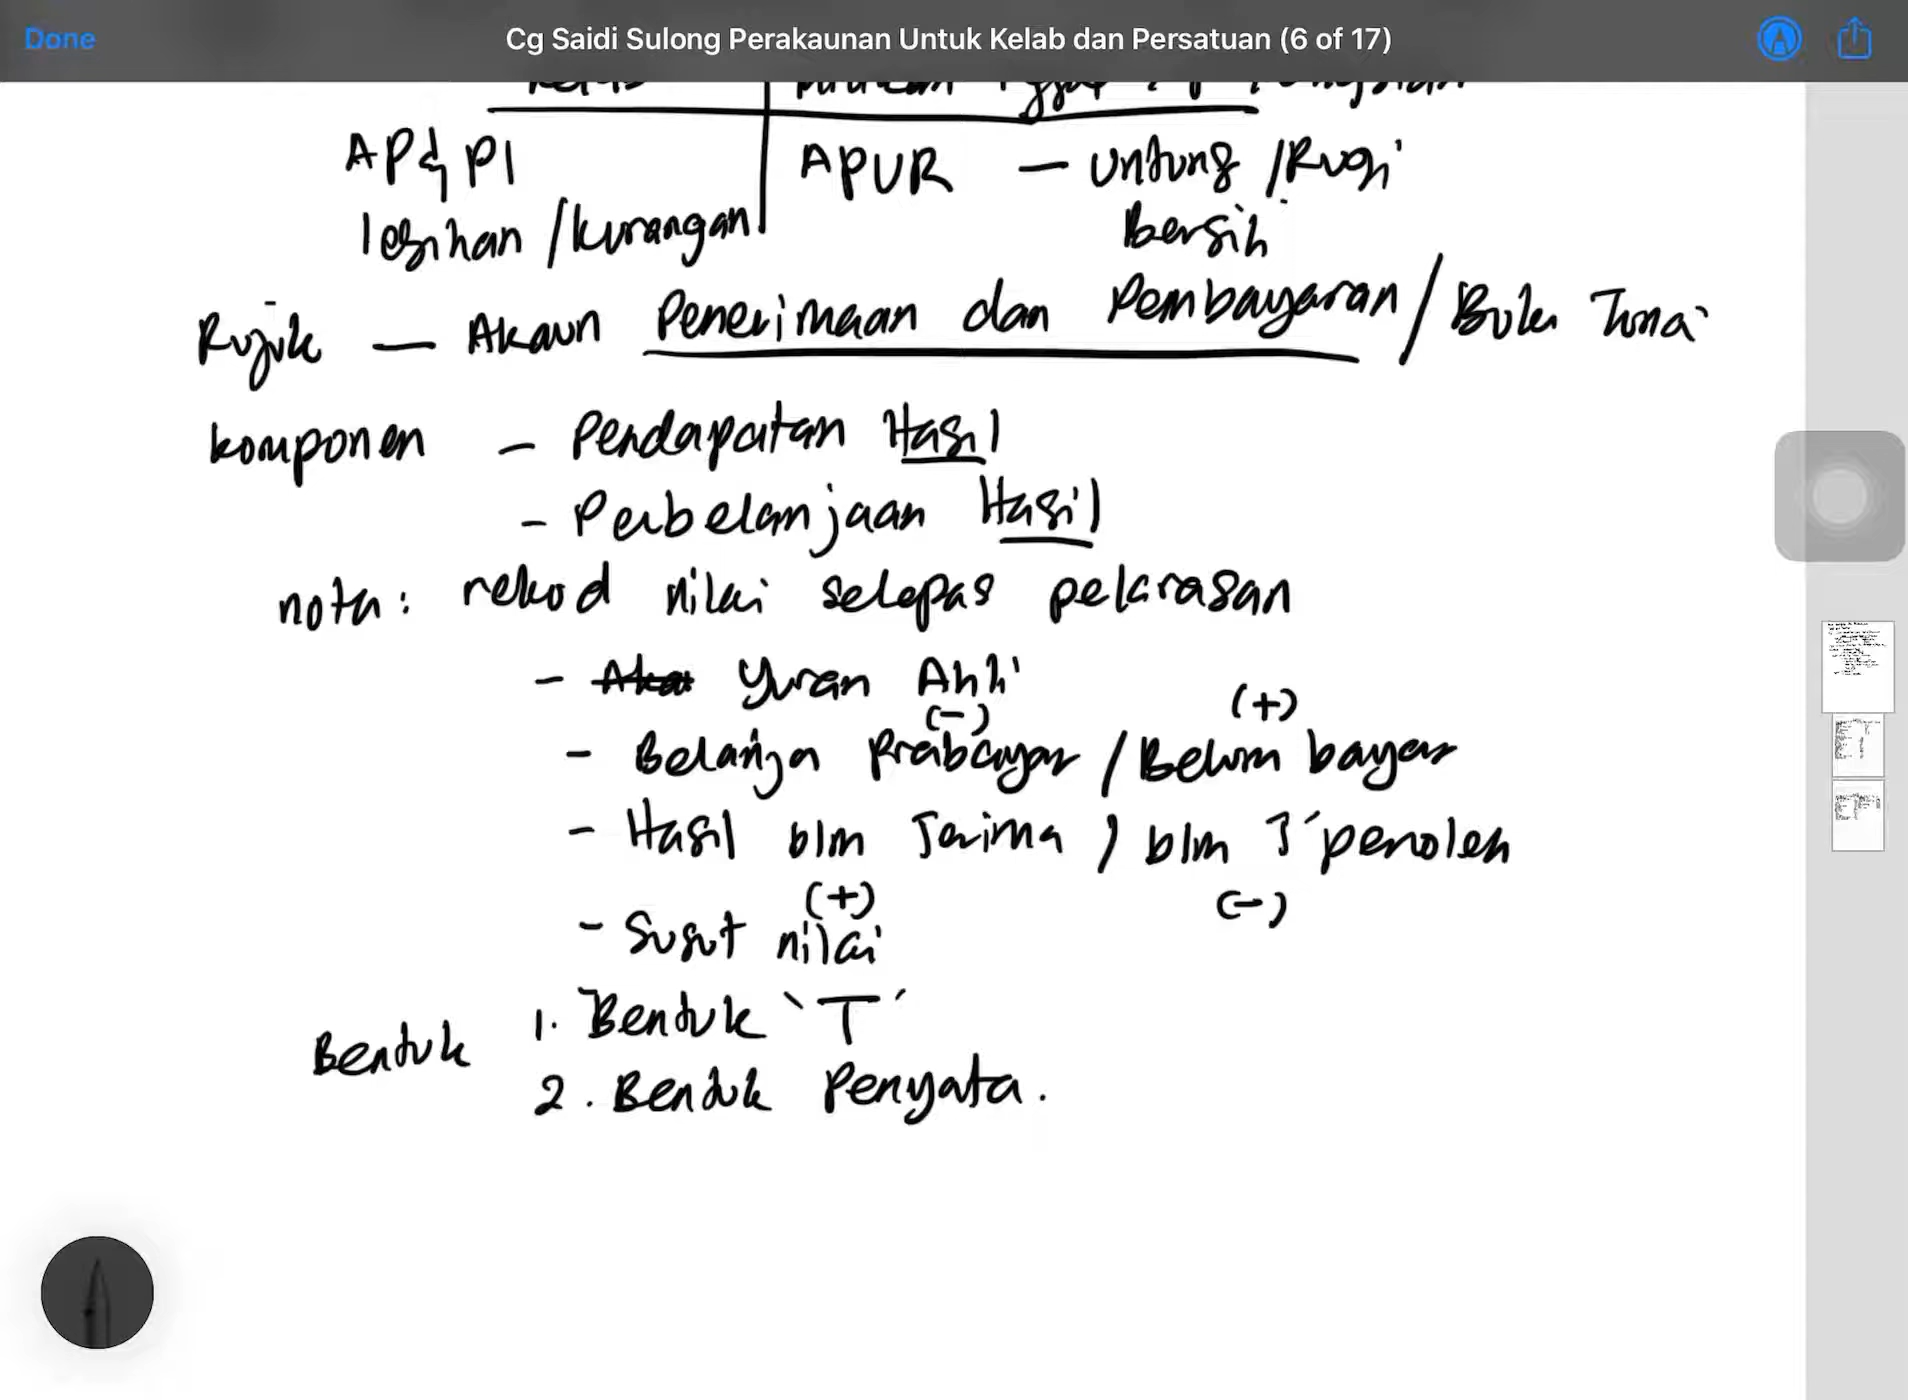 Done
Cg Saidi Sulong Perakaunan Untuk Kelab dan Persatuan (6 of 17)
AP& PI
APUR - Untung /Rugi
lebihan /kurangan
Bersih
Rujuk - Akaun Penerimaan dan Pembayaran / Buku Tunai
komponen - Pendapatan Hasil
- Perbelanjaan Hasil
nota: rekod nilai selepas pelarasan
- Yuran Ahli
(-) (+)
- Belanja Prabayar / Belum bayar
- Hasil blm Terima / blm T'peroleh
(+) (-)
- Susut nilai
Bentuk 1. Bentuk 'T'
2. Bentuk Penyata.